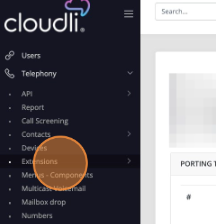 cloudli
Search...
Users
Telephony
API
Report
Call Screening
Contacts
Devices
Extensions
Menus - Components
Multicast Voicemail
Mailbox drop
Numbers
PORTING T
#